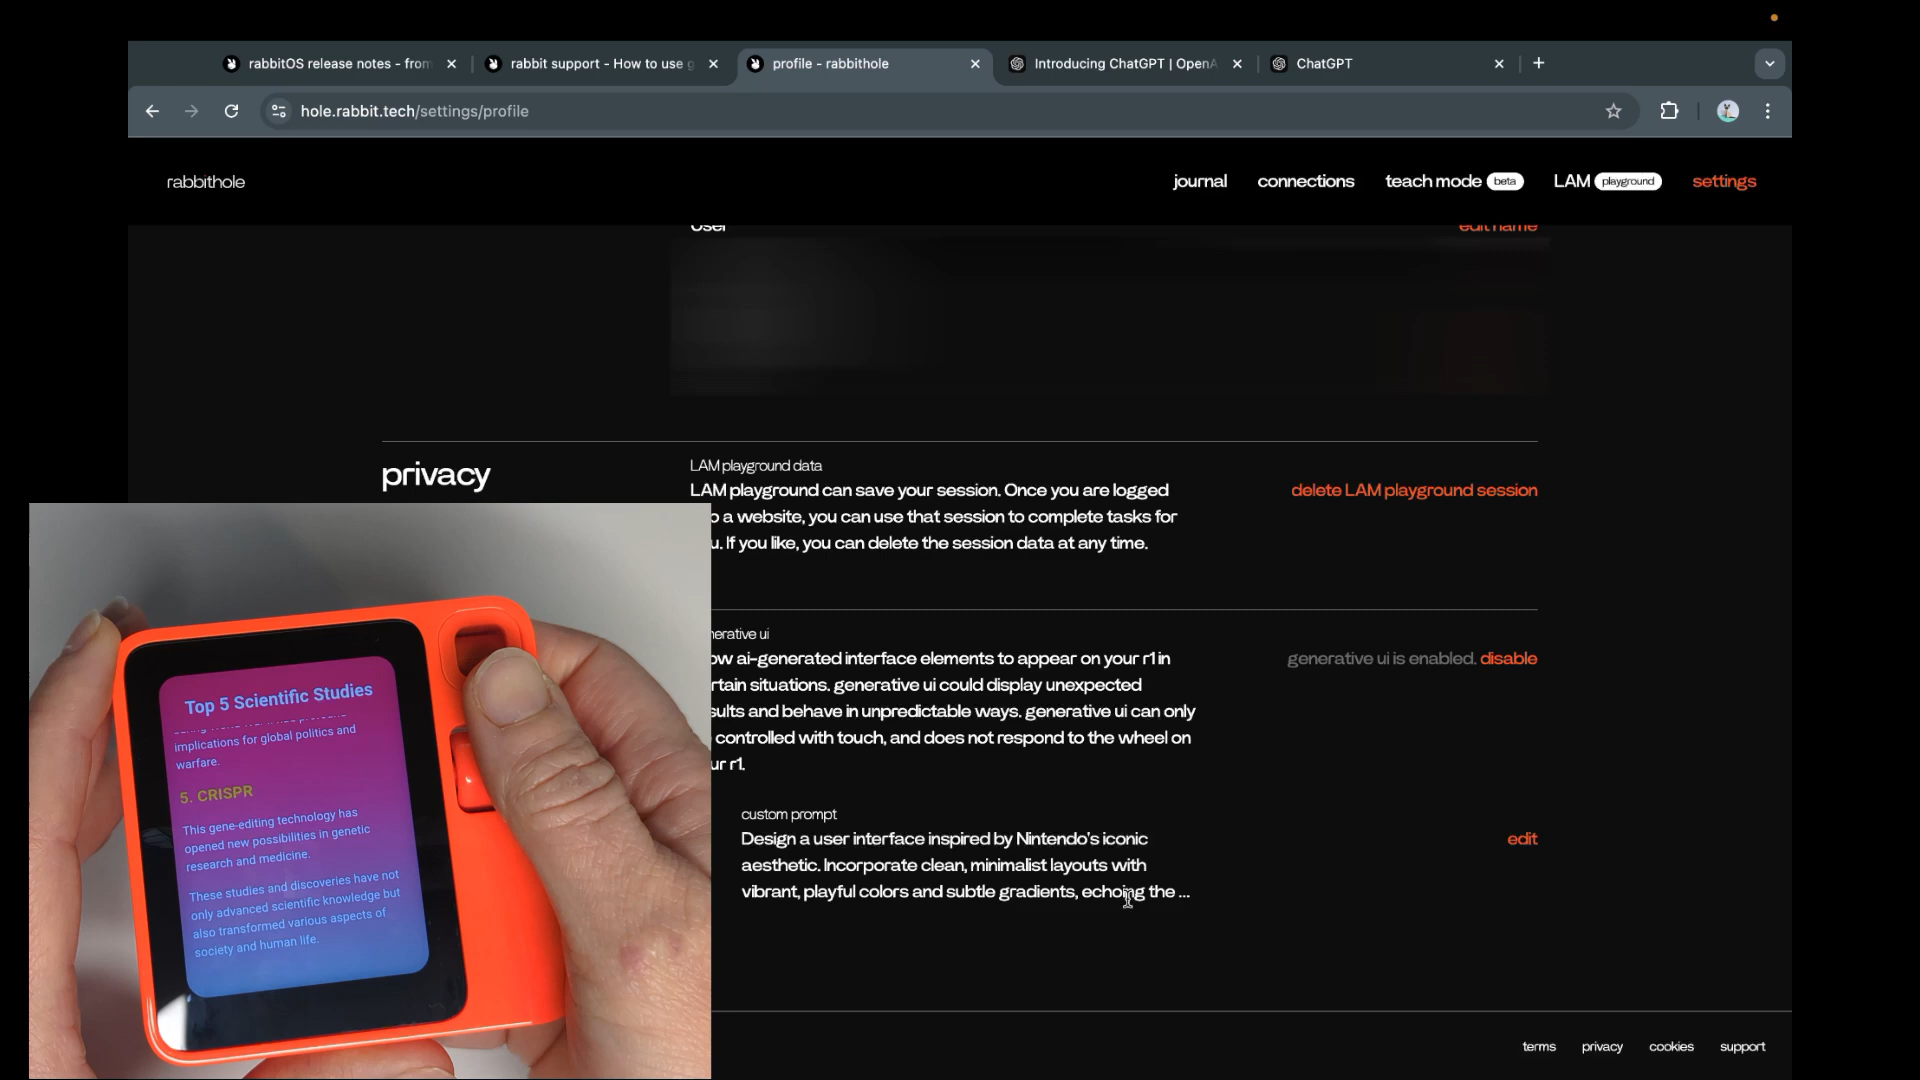 rabbitOS release notes - from
rabbit support - How to use g
profile - rabbithole
Introducing ChatGPT | OpenA
ChatGPT
hole.rabbit.tech/settings/profile
rabbithole
journal
connections
teach mode beta
LAM playground
settings
User
edit name
privacy
LAM playground data
LAM playground can save your session. Once you are logged
o a website, you can use that session to complete tasks for
u. If you like, you can delete the session data at any time.
delete LAM playground session
nerative ui
ow ai-generated interface elements to appear on your r1 in
rtain situations. generative ui could display unexpected
sults and behave in unpredictable ways. generative ui can only
controlled with touch, and does not respond to the wheel on
ur r1.
generative ui is enabled. disable
custom prompt
Design a user interface inspired by Nintendo's iconic
aesthetic. Incorporate clean, minimalist layouts with
vibrant, playful colors and subtle gradients, echoing the ...
edit
Top 5 Scientific Studies
implications for global politics and
warfare.
5. CRISPR
This gene-editing technology has
opened new possibilities in genetic
research and medicine.
These studies and discoveries have not
only advanced scientific knowledge but
also transformed various aspects of
society and human life.
terms
privacy
cookies
support